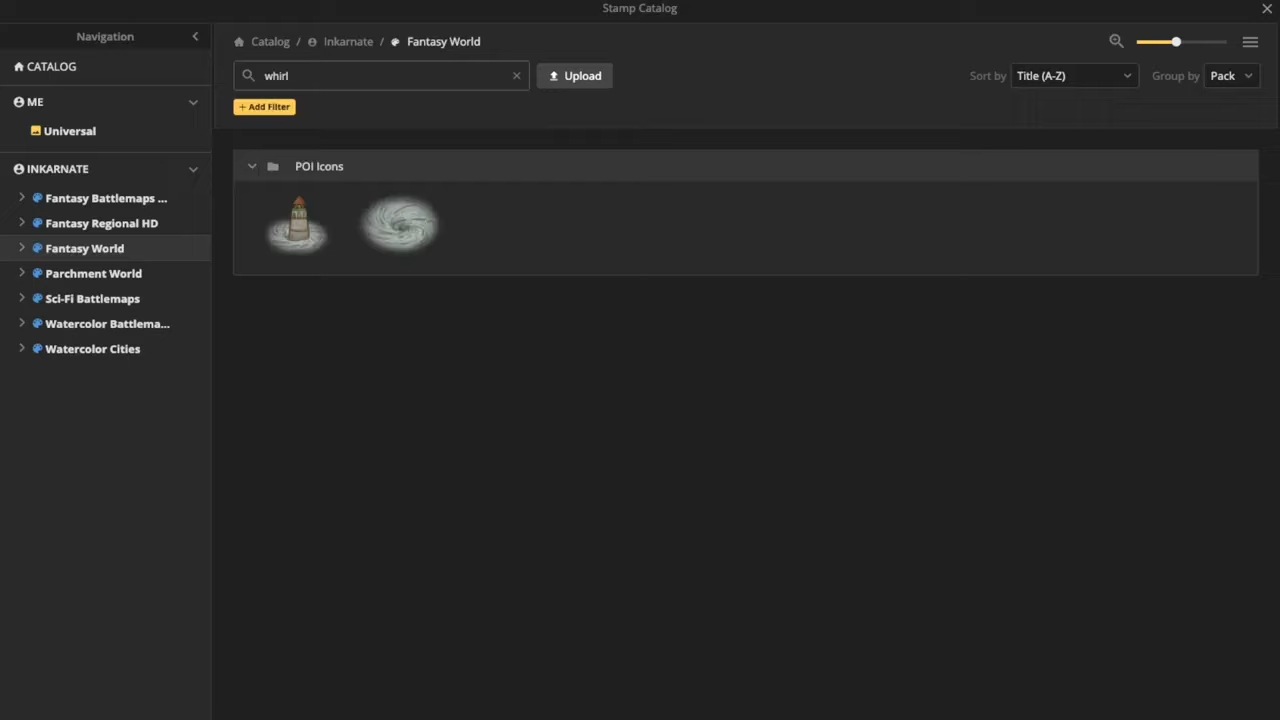 Stamp Catalog
Navigation
CATALOG
ME
Universal
INKARNATE
Fantasy Battlemaps ...
Fantasy Regional HD
Fantasy World
Parchment World
Sci-Fi Battlemaps
Watercolor Battlema...
Watercolor Cities
Catalog / Inkarnate / Fantasy World
whirl
Upload
Sort by Title (A-Z) Group by Pack
+ Add Filter
POI Icons